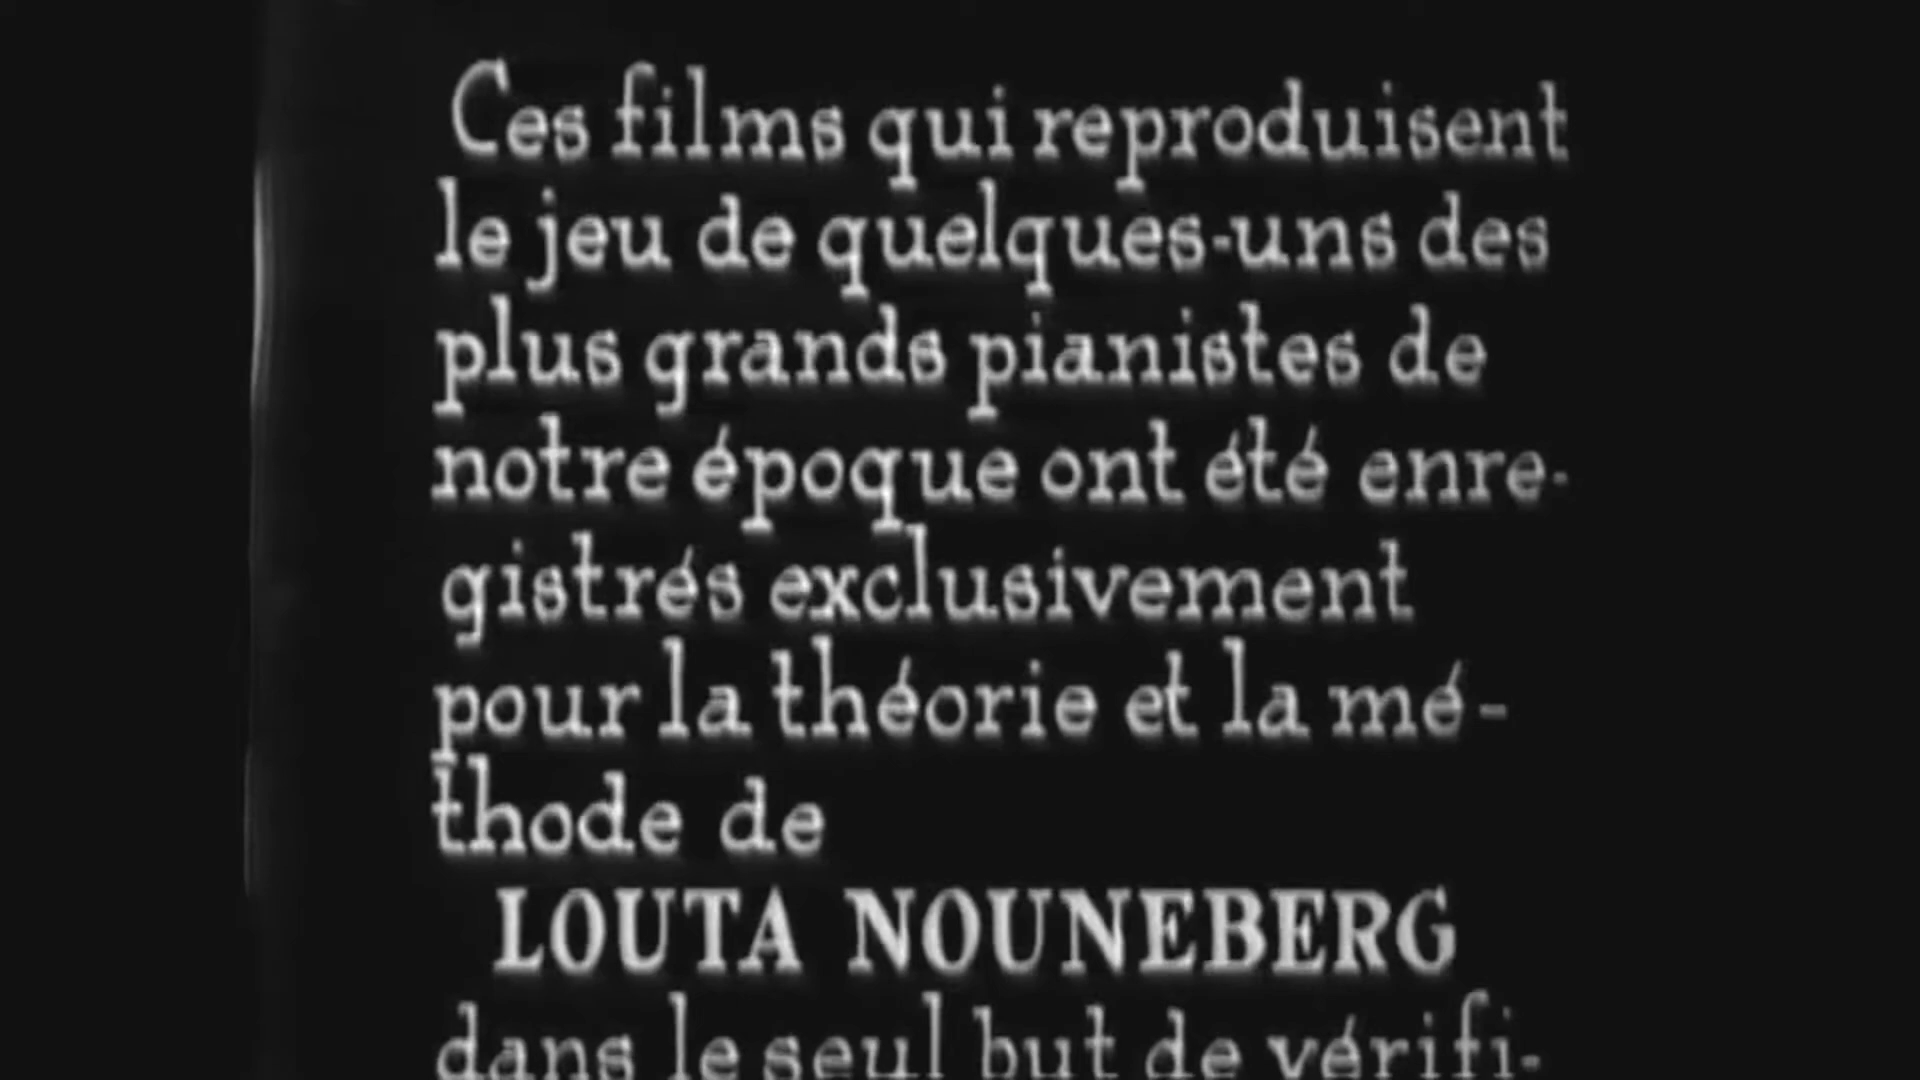 Ces films qui reproduisent
le jeu de quelques-uns des
plus grands pianistes de
notre époque ont été enre-
gistrés exclusivement
pour la théorie et la mé-
thode de
LOUTA NOUNEBERG
dans le seul but de vérifi-